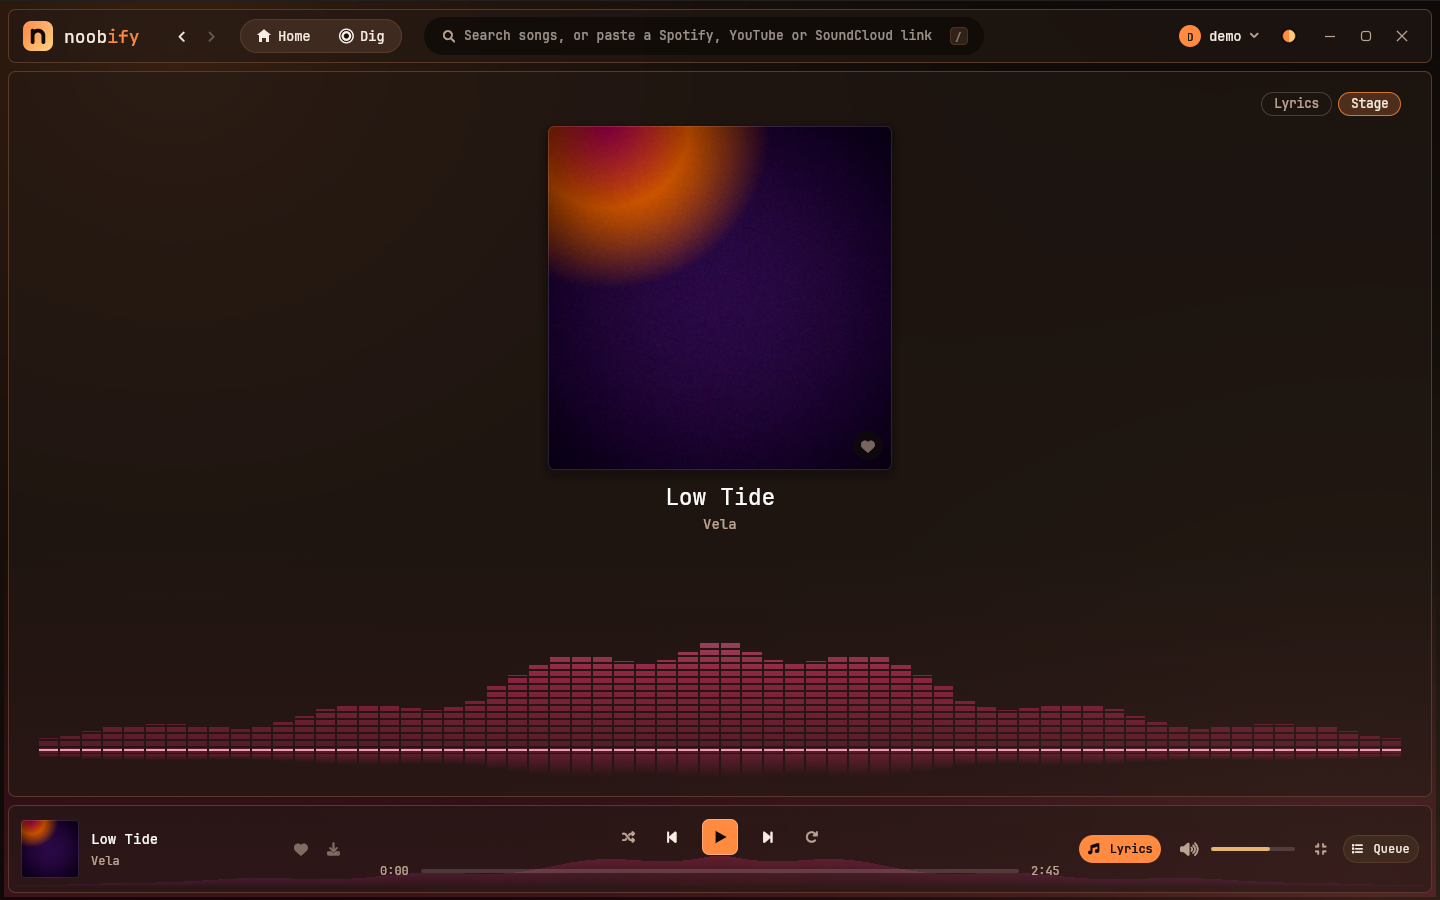 n noobify
Home
Dig
Search songs, or paste a Spotify, YouTube or SoundCloud link /
D demo
Lyrics
Stage
Low Tide
Vela
Low Tide
Vela
0:00
2:45
Lyrics
Queue